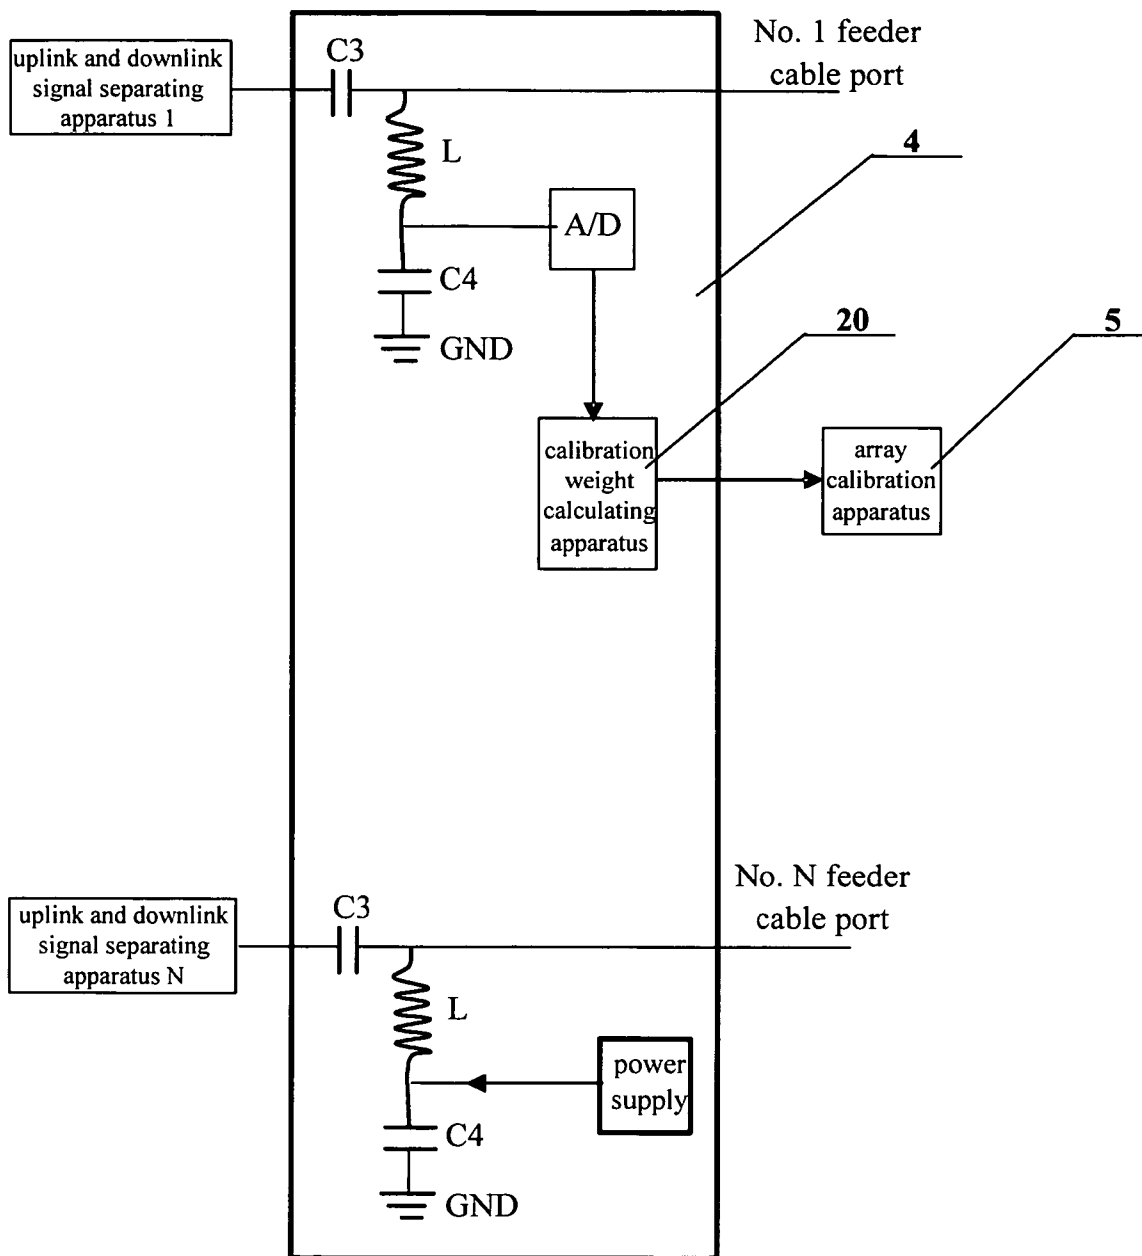 No. 1 feeder
cable port
uplink and downlink
signal separating
apparatus 1
C3
L
4
A/D
C4
GND
20
5
calibration
weight
calculating
apparatus
array
calibration
apparatus
No. N feeder
cable port
uplink and downlink
signal separating
apparatus N
C3
L
power
supply
C4
GND